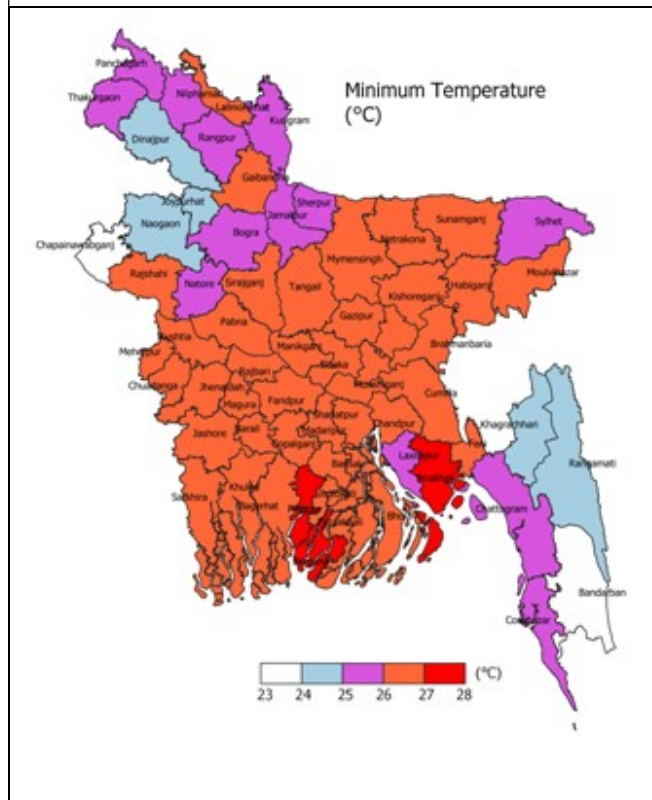 Minimum Temperature
(°C)
Panchagarh
Thakurgaon
Nilphamari
Lalmonirhat
Kurigram
Dinajpur
Rangpur
Gaibandha
Joypurhat
Naogaon
Sherpur
Jamalpur
Bogra
Chapainawabganj
Rajshahi
Natore
Sirajganj
Tangail
Mymensingh
Netrakona
Sunamganj
Sylhet
Moulvibazar
Habiganj
Kishoreganj
Gazipur
Pabna
Kushtia
Manikganj
Dhaka
Brahmanbaria
Meherpur
Chuadanga
Jhenaidah
Rajbari
Magura
Faridpur
Munshiganj
Cumilla
Shariatpur
Chandpur
Jashore
Narail
Madaripur
Gopalganj
Khagrachhari
Rangamati
Laxmipur
Satkhira
Khulna
Bagerhat
Chattogram
Bandarban
(°C)
23 24 25 26 27 28